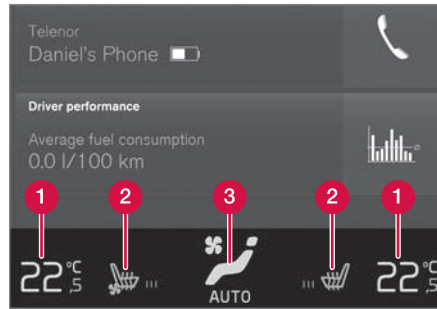 Telenor
Daniel's Phone
Driver performance
Average fuel consumption
0.0 l/100 km
1 2 3 2 1
22 °C ,5 AUTO 22 °C ,5